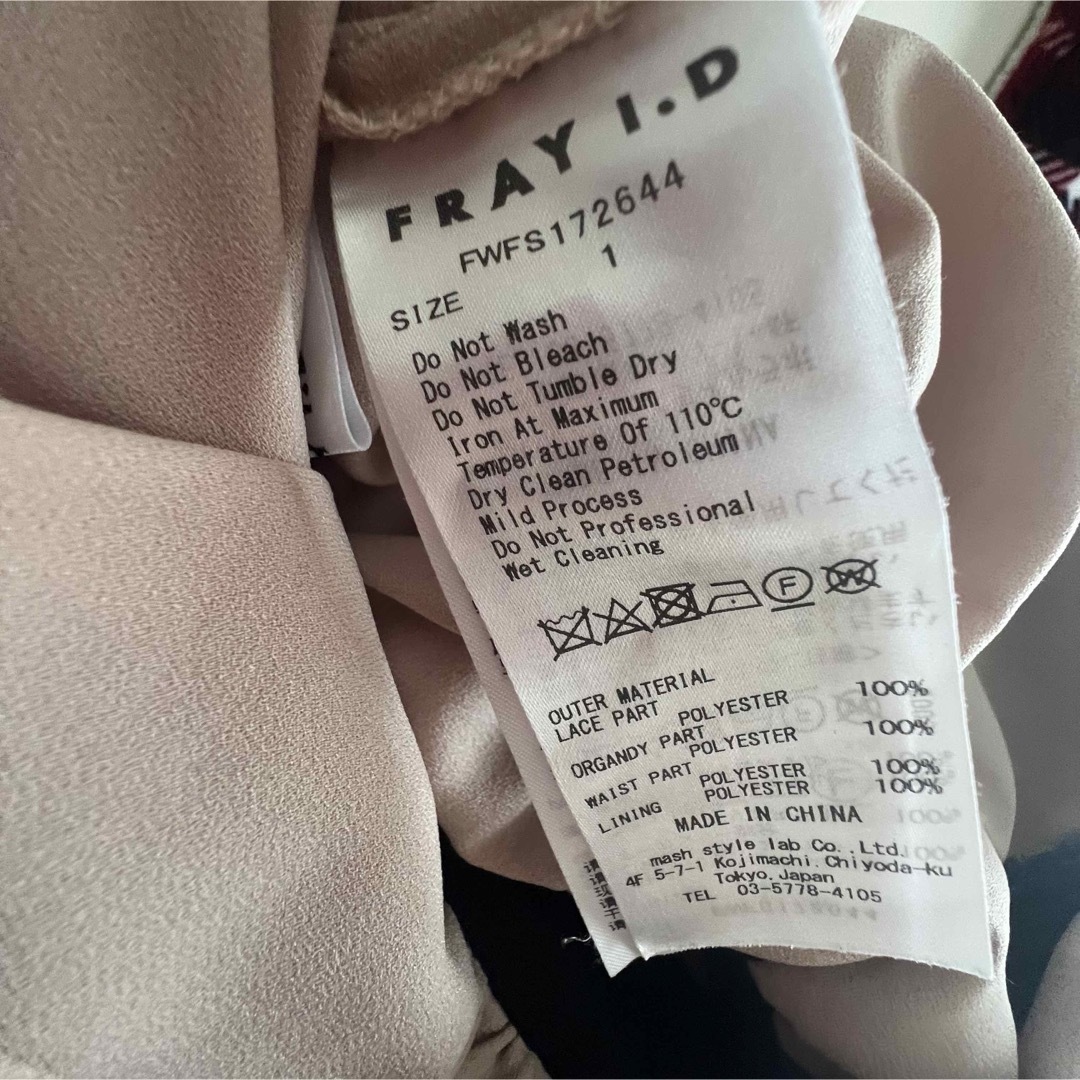 FRAY I.D
FWFS172644
SIZE 1
Do Not Wash
Do Not Bleach
Do Not Tumble Dry
Iron At Maximum
Temperature Of 110℃
Dry Clean Petroleum
Mild Process
Do Not Professional
Wet Cleaning
F W
OUTER MATERIAL
LACE PART POLYESTER 100%
ORGANDY PART
POLYESTER 100%
WAIST PART
POLYESTER 100%
LINING POLYESTER 100%
MADE IN CHINA
mash style lab Co.,Ltd.
4F 5-7-1 Kojimachi.Chiyoda-ku
Tokyo.Japan
TEL 03-5778-4105